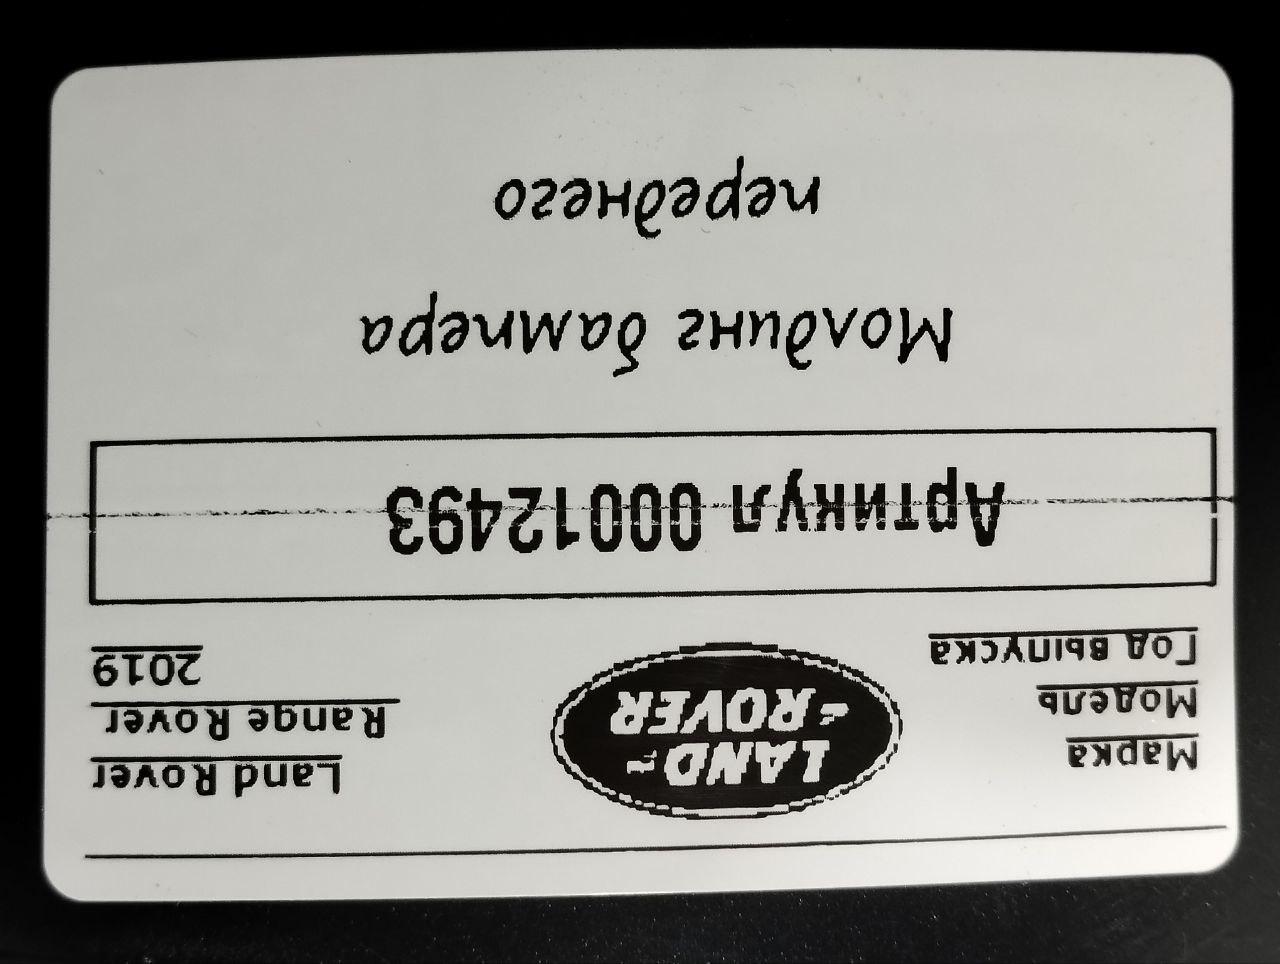 Марка
Land Rover
LAND-
-ROVER
Модель
Range Rover
Год выпуска
2019
Артикул 00012493
Молдинг бампера
переднего